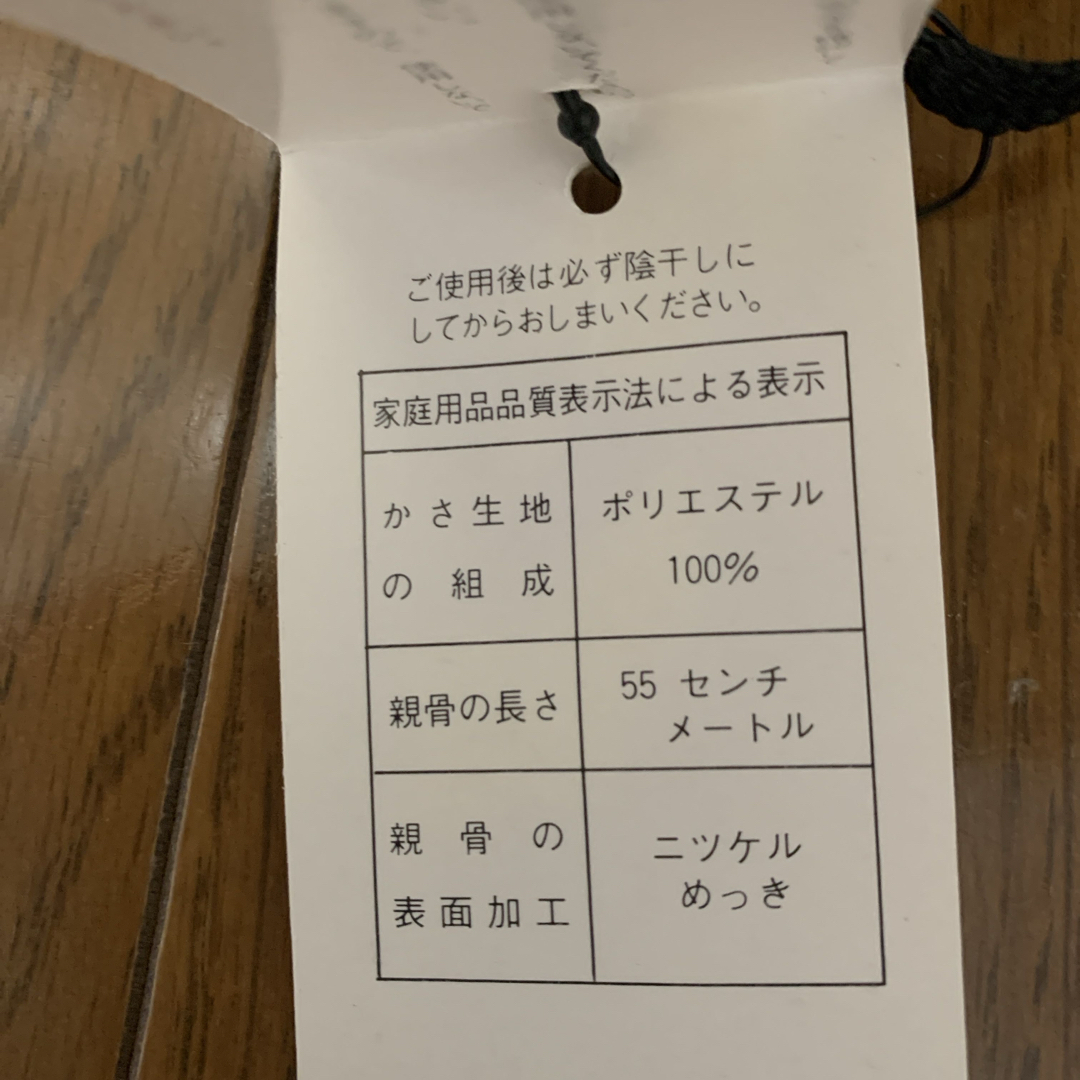 ご使用後は必ず陰干しに
してからおしまいください。
家庭用品品質表示法による表示
かさ生地
の組成
ポリエステル
100%
親骨の長さ
55 センチ
メートル
親骨の
表面加工
ニツケル
めっき